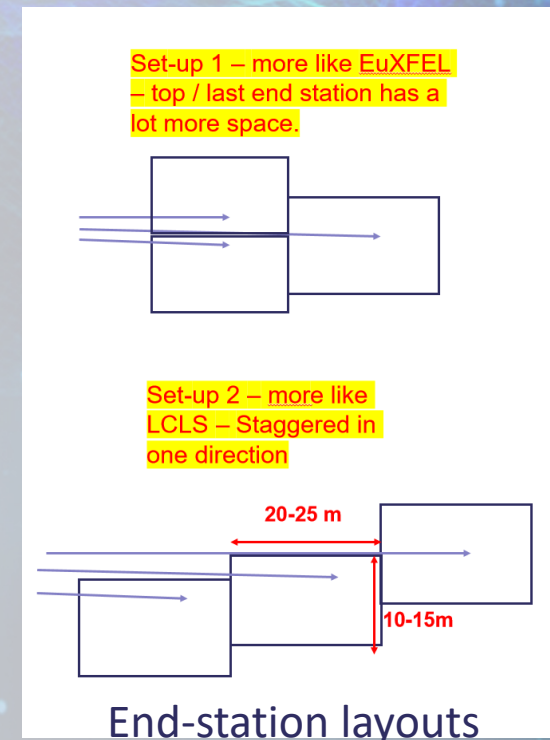 Set-up 1 – more like EuXFEL
– top / last end station has a
lot more space.
Set-up 2 – more like
LCLS – Staggered in
one direction
20-25 m
10-15m
End-station layouts